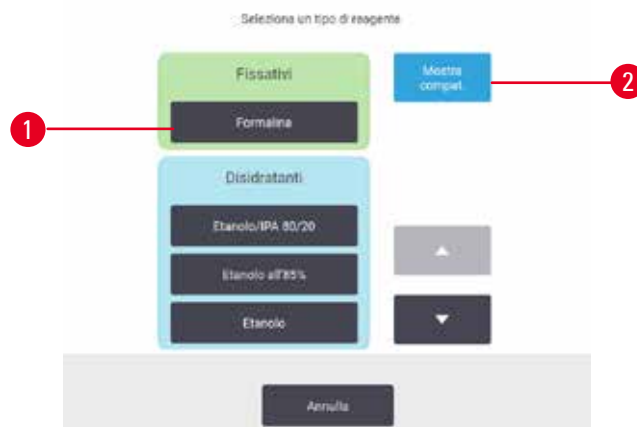 Seleziona un tipo di reagente
Fissativi
Mostra
compat.
1
Formalina
2
Disidratanti
Etanolo/IPA 80/20
Etanolo all'85%
Etanolo
Annulla